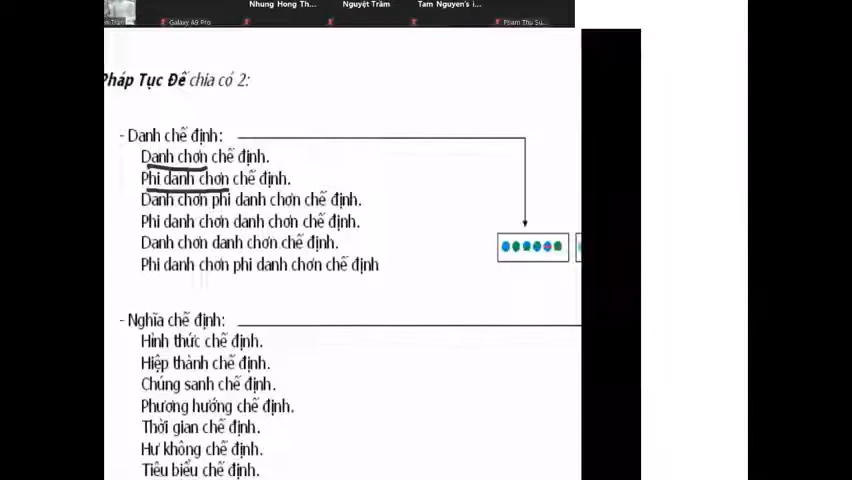 Nhung Hong Th... Nguyệt Trầm Tam Nguyen's i...
Galaxy A9 Pro Pham Thu Su...
Pháp Tục Đế chia có 2:
- Danh chế định:
Danh chơn chế định.
Phi danh chơn chế định.
Danh chơn phi danh chơn chế định.
Phi danh chơn danh chơn chế định.
Danh chơn danh chơn chế định.
Phi danh chơn phi danh chơn chế định
- Nghĩa chế định:
Hình thức chế định.
Hiệp thành chế định.
Chúng sanh chế định.
Phương hướng chế định.
Thời gian chế định.
Hư không chế định.
Tiêu biểu chế định.